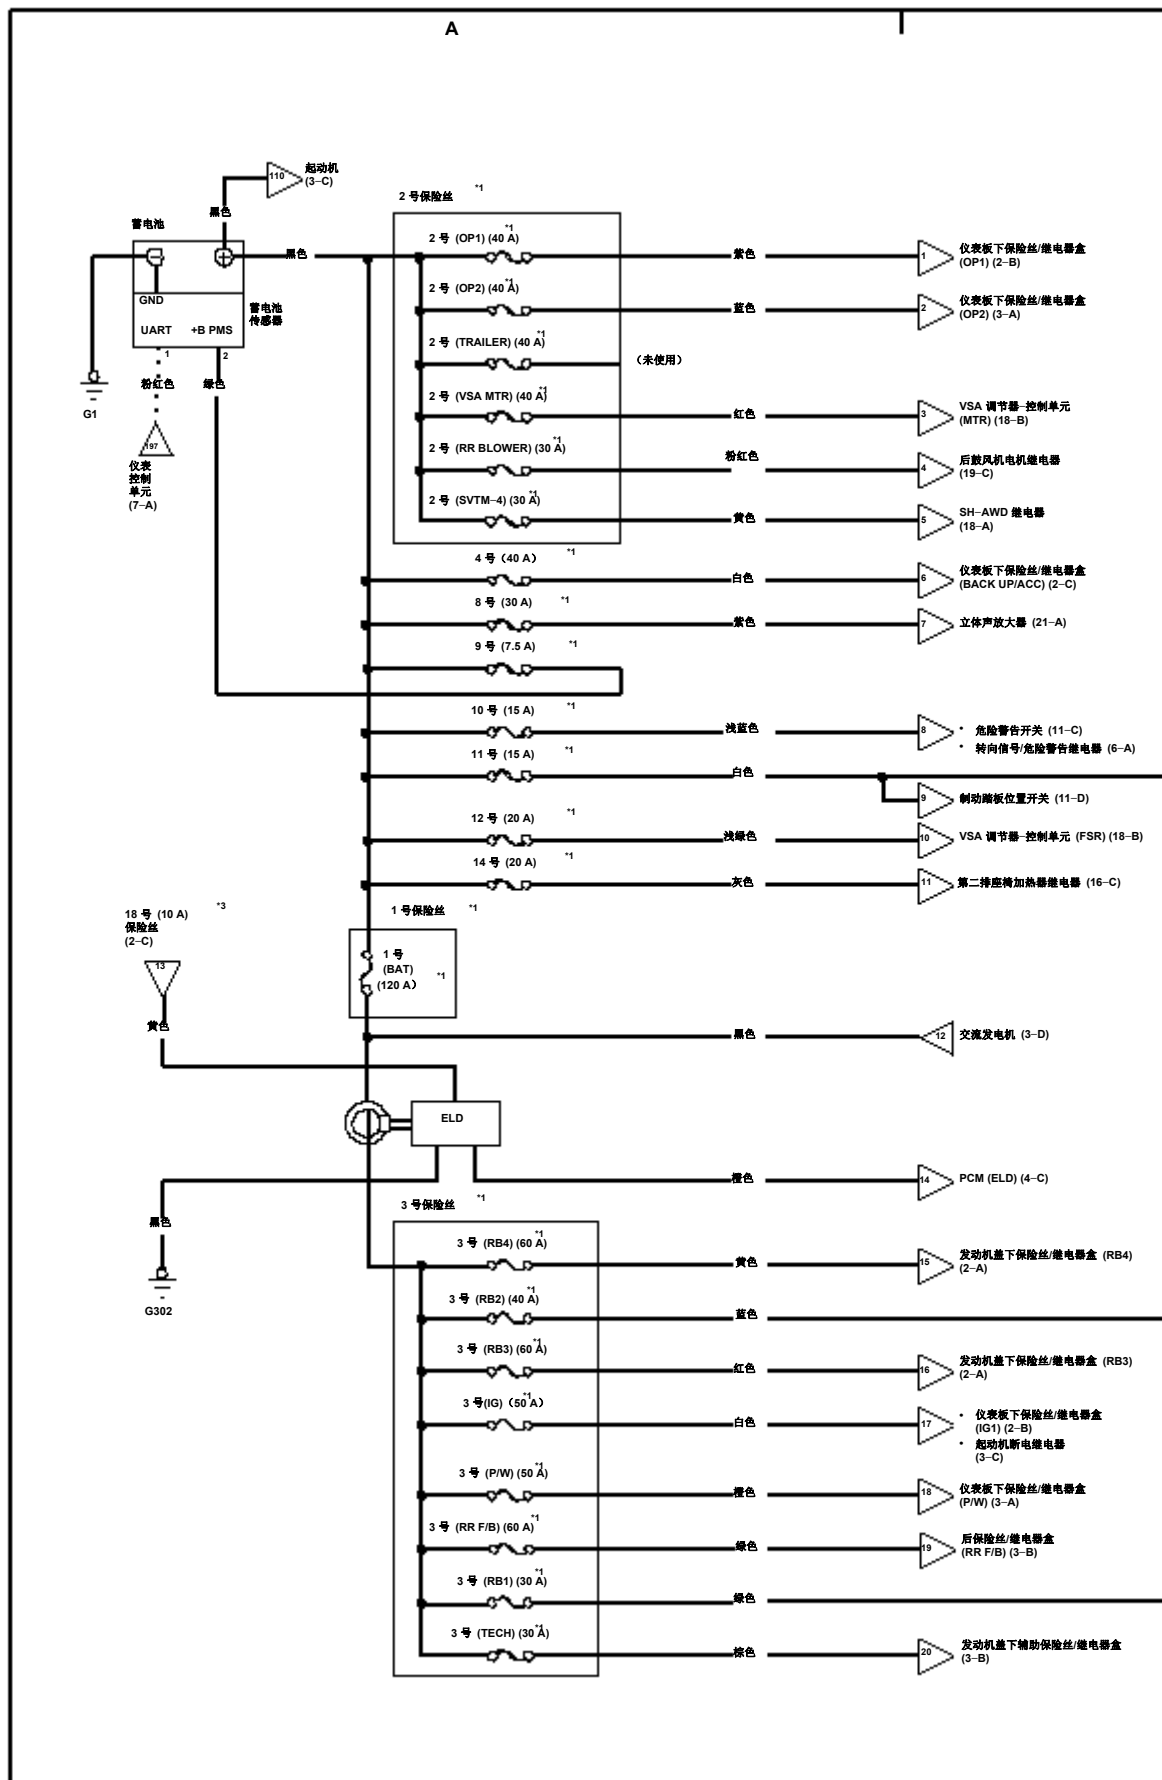 A
110
起动机
(3–C)
黑色
蓄电池
黑色
GND
UART
+B PMS
蓄电池
传感器
1
2
粉红色
绿色
G1
197
仪表
控制
单元
(7–A)
2 号保险丝
*1
2 号 (OP1) (40 A)
*1
紫色
1
仪表板下保险丝/继电器盒
(OP1) (2–B)
2 号 (OP2) (40 A)
*1
蓝色
2
仪表板下保险丝/继电器盒
(OP2) (3–A)
2 号 (TRAILER) (40 A)
*1
（未使用）
2 号 (VSA MTR) (40 A)
*1
红色
3
VSA 调节器–控制单元
(MTR) (18–B)
2 号 (RR BLOWER) (30 A)
*1
粉红色
4
后鼓风机电机继电器
(19–C)
2 号 (SVTM–4) (30 A)
*1
黄色
5
SH–AWD 继电器
(18–A)
4 号（40 A）
*1
白色
6
仪表板下保险丝/继电器盒
(BACK UP/ACC) (2–C)
8 号 (30 A)
*1
紫色
7
立体声放大器 (21–A)
9 号 (7.5 A)
*1
10 号 (15 A)
*1
浅蓝色
8
• 危险警告开关 (11–C)
• 转向信号/危险警告继电器 (6–A)
11 号 (15 A)
*1
白色
9
制动踏板位置开关 (11–D)
12 号 (20 A)
*1
浅绿色
10
VSA 调节器–控制单元 (FSR) (18–B)
14 号 (20 A)
*1
灰色
11
第二排座椅加热器继电器 (16–C)
1 号保险丝
*1
1 号
(BAT)
(120 A）
*1
18 号 (10 A)
*3
保险丝
(2–C)
13
黄色
黑色
12
交流发电机 (3–D)
ELD
橙色
14
PCM (ELD) (4–C)
黑色
G302
3 号保险丝
*1
3 号 (RB4) (60 A)
*1
黄色
15
发动机盖下保险丝/继电器盒 (RB4)
(2–A)
3 号 (RB2) (40 A)
*1
蓝色
3 号 (RB3) (60 A)
*1
红色
16
发动机盖下保险丝/继电器盒 (RB3)
(2–A)
3 号(IG)（50 A）
*1
白色
17
• 仪表板下保险丝/继电器盒
(IG1) (2–B)
• 起动机断电继电器
(3–C)
3 号 (P/W) (50 A)
*1
橙色
18
仪表板下保险丝/继电器盒
(P/W) (3–A)
3 号 (RR F/B) (60 A)
*1
绿色
19
后保险丝/继电器盒
(RR F/B) (3–B)
3 号 (RB1) (30 A)
*1
绿色
3 号 (TECH) (30 A)
*1
棕色
20
发动机盖下辅助保险丝/继电器盒
(3–B)